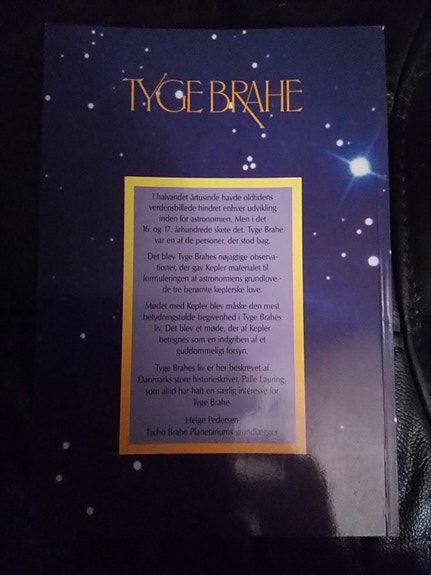 TYGE BRAHE
I halvandet årtusinde havde oldtidens
verdensbillede hindret enhver udvikling
inden for astronomien. Men i det
16. og 17. århundrede skete det. Tyge Brahe
var en af de personer, der stod bag.
Det blev Tyge Brahes nøjagtige observa-
tioner, der gav Kepler materialet til
formuleringen af astronomiens grundlove -
de tre berømte keplerske love.
Mødet med Kepler blev måske den mest
betydningsfulde begivenhed i Tyge Brahes
liv. Det blev et møde, der af Kepler
betegnes som en indgriben af et
guddommeligt forsyn.
Tyge Brahes liv er her beskrevet af
Danmarks store historieskriver, Palle Lauring,
som altid har haft en særlig interesse for
Tyge Brahe.
Helge Pedersen
Tycho Brahe Planetariums grundlægger